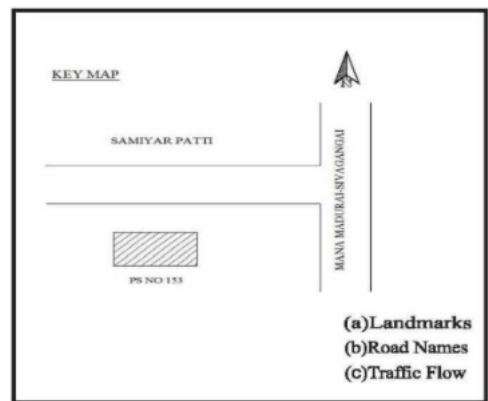 KEY MAP
N
SAMIYAR PATTI
MANA MADURAI-SIVAGANGAI
PS NO 153
(a)Landmarks
(b)Road Names
(c)Traffic Flow